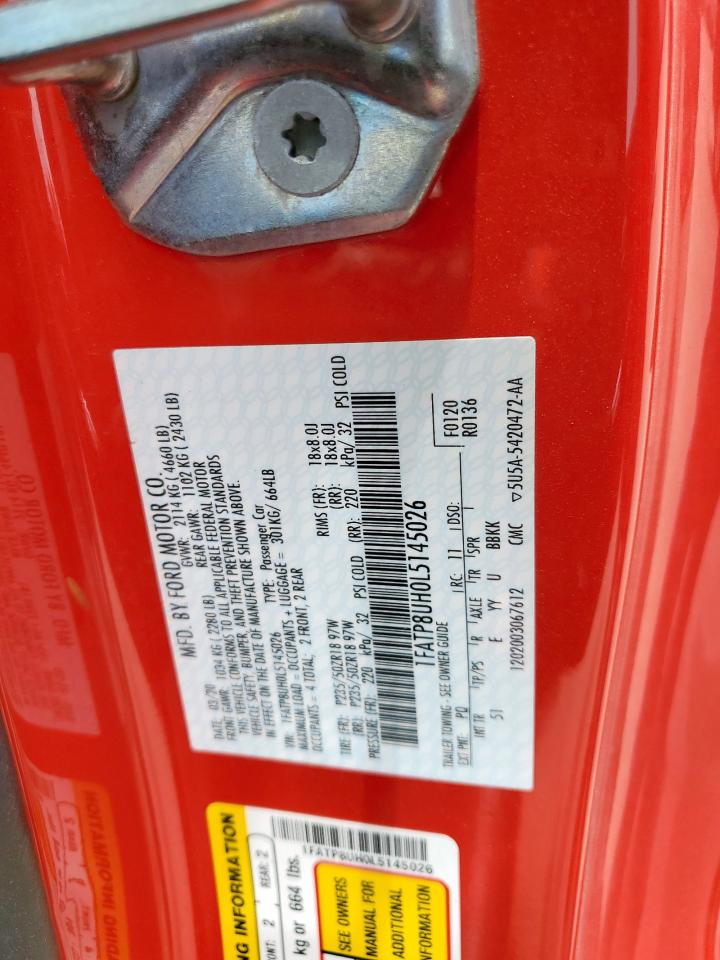 MFD. BY FORD MOTOR CO.
DATE: 03/20 GVWR: 2114 KG ( 4660 LB)
FRONT GAWR: 1034 KG ( 2280 LB) REAR GAWR: 1102 KG ( 2430 LB)
THIS VEHICLE CONFORMS TO ALL APPLICABLE FEDERAL MOTOR
VEHICLE SAFETY, BUMPER, AND THEFT PREVENTION STANDARDS
IN EFFECT ON THE DATE OF MANUFACTURE SHOWN ABOVE.
VIN: 1FATP8UH0L5145026 TYPE: Passenger Car
MAXIMUM LOAD = OCCUPANTS + LUGGAGE = 301KG/ 664LB
OCCUPANTS = 4 TOTAL: 2 FRONT, 2 REAR
TIRE (FR): P235/50ZR18 97W RIMS (FR): 18x8.0J
(RR): P235/50ZR18 97W (RR): 18x8.0J
PRESSURE (FR): 220 kPa/ 32 PSI COLD (RR): 220 kPa/ 32 PSI COLD
1FATP8UH0L5145026
TRAILER TOWING - SEE OWNER GUIDE F0120
EXT PNT: PQ RC: 11 DSO: R0136
INT TR TP/PS R AXLE TR SPR
51 E YY U BBKK
1202003067612 CMC ▽5U5A-5420472-AA
INFORMATION
2 REAR: 2
kg or 664 lbs.
1FATP8UH0L5145026
SEE OWNERS
MANUAL FOR
ADDITIONAL
INFORMATION